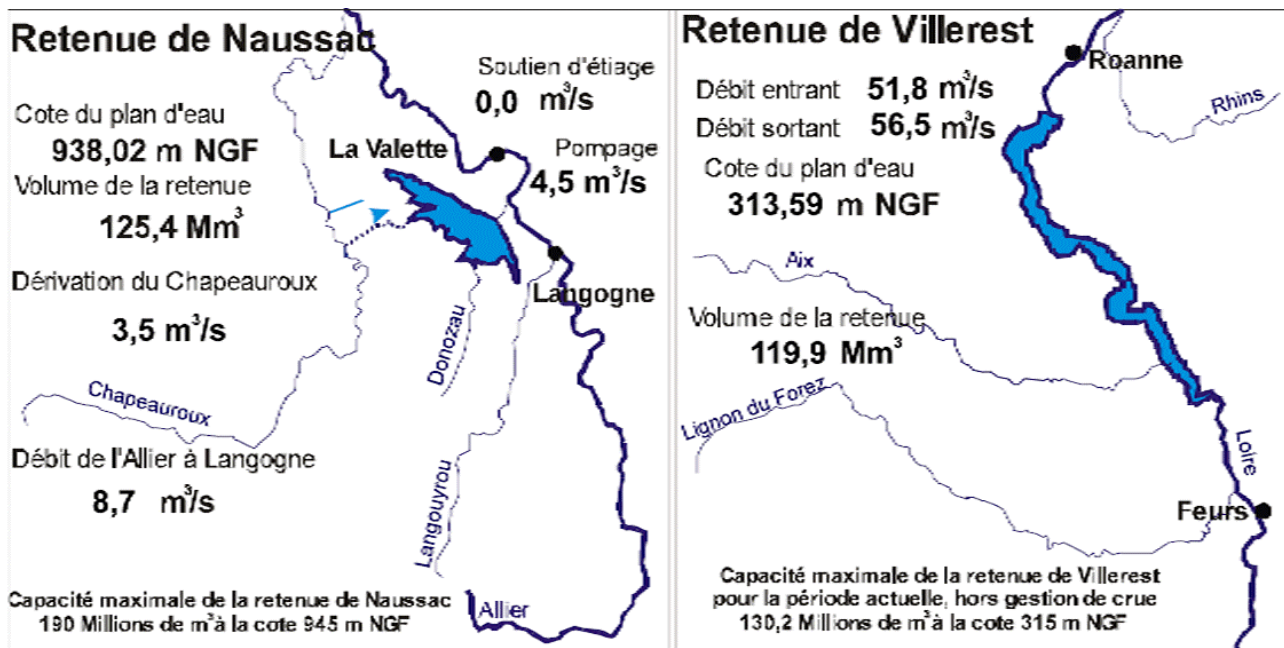 Retenue de Naussac
Soutien d'étiage
0,0 m³/s
Cote du plan d'eau
938,02 m NGF
La Valette
Pompage
4,5 m³/s
Volume de la retenue
125,4 Mm³
Dérivation du Chapeauroux
3,5 m³/s
Langogne
Donozau
Chapeauroux
Débit de l'Allier à Langogne
8,7 m³/s
Langouyrou
Allier
Capacité maximale de la retenue de Naussac
190 Millions de m³ à la cote 945 m NGF
Retenue de Villerest
Roanne
Débit entrant 51,8 m³/s
Débit sortant 56,5 m³/s
Rhins
Cote du plan d'eau
313,59 m NGF
Aix
Volume de la retenue
119,9 Mm³
Lignon du Forez
Loire
Feurs
Capacité maximale de la retenue de Villerest
pour la période actuelle, hors gestion de crue
130,2 Millions de m³ à la cote 315 m NGF